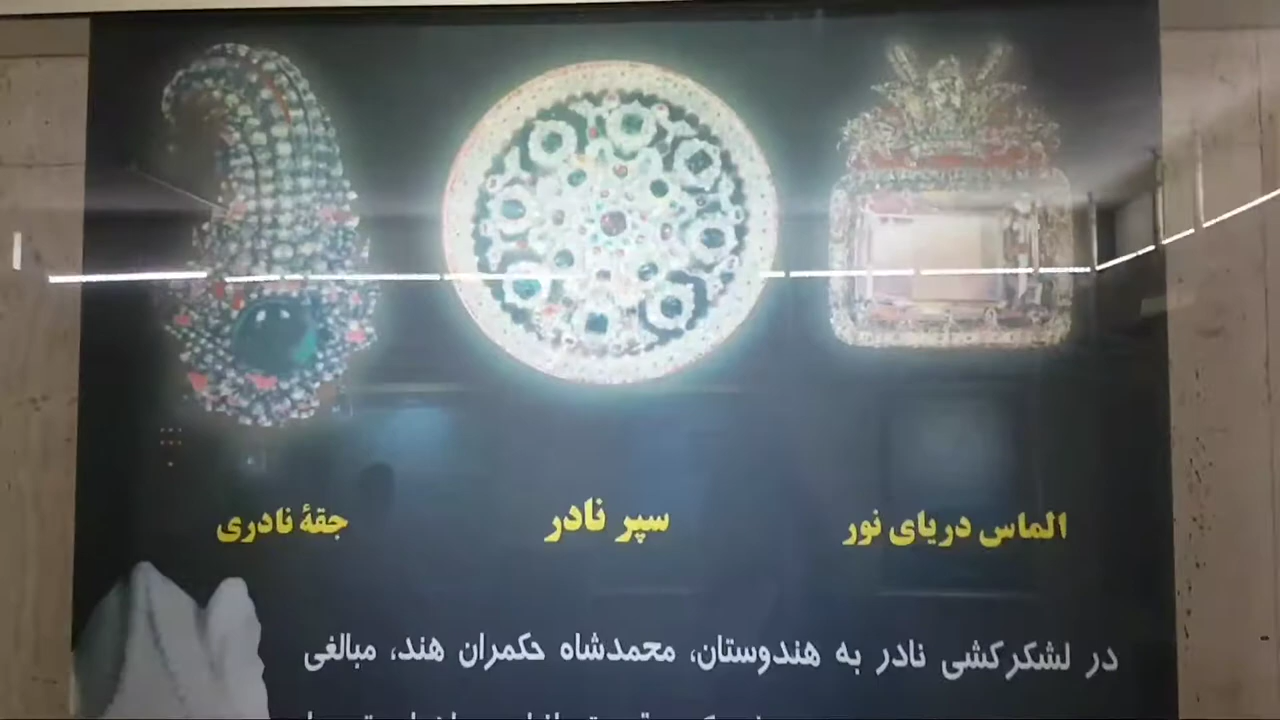 الماس دریای نور
سپر نادر
جقهٔ نادری
در لشکرکشی نادر به هندوستان، محمدشاه حکمران هند، مبالغی